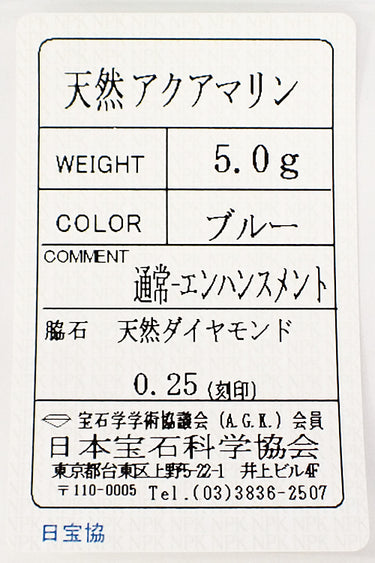 天然アクアマリン
WEIGHT 5.0g
COLOR ブルー
COMMENT
通常-エンハンスメント
脇石 天然ダイヤモンド
0.25 (刻印)
宝石学学術協議会 (A.G.K.) 会員
日本宝石科学協会
東京都台東区上野5-22-1 井上ビル4F
〒110-0005 Tel.(03)3836-2507
日宝協